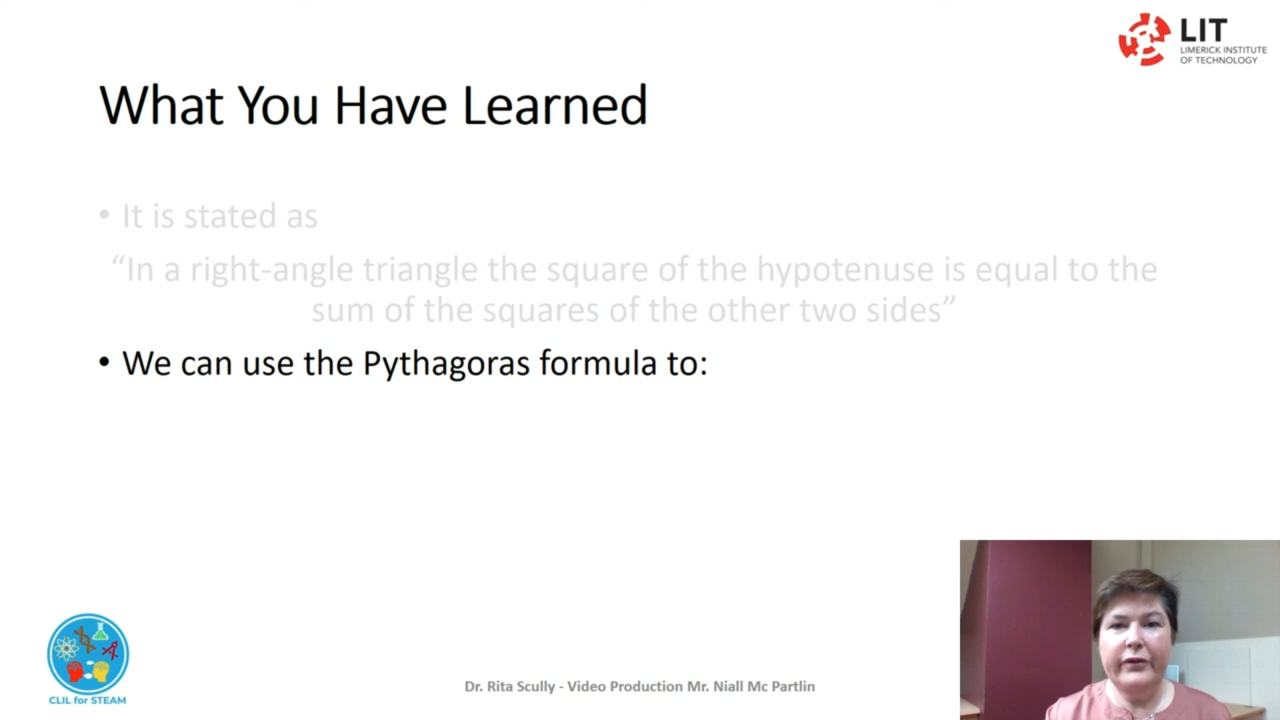 LIT
LIMERICK INSTITUTE
OF TECHNOLOGY
What You Have Learned
• It is stated as
“In a right-angle triangle the square of the hypotenuse is equal to the
sum of the squares of the other two sides”
• We can use the Pythagoras formula to:
CLIL for STEAM
Dr. Rita Scully - Video Production Mr. Niall Mc Partlin